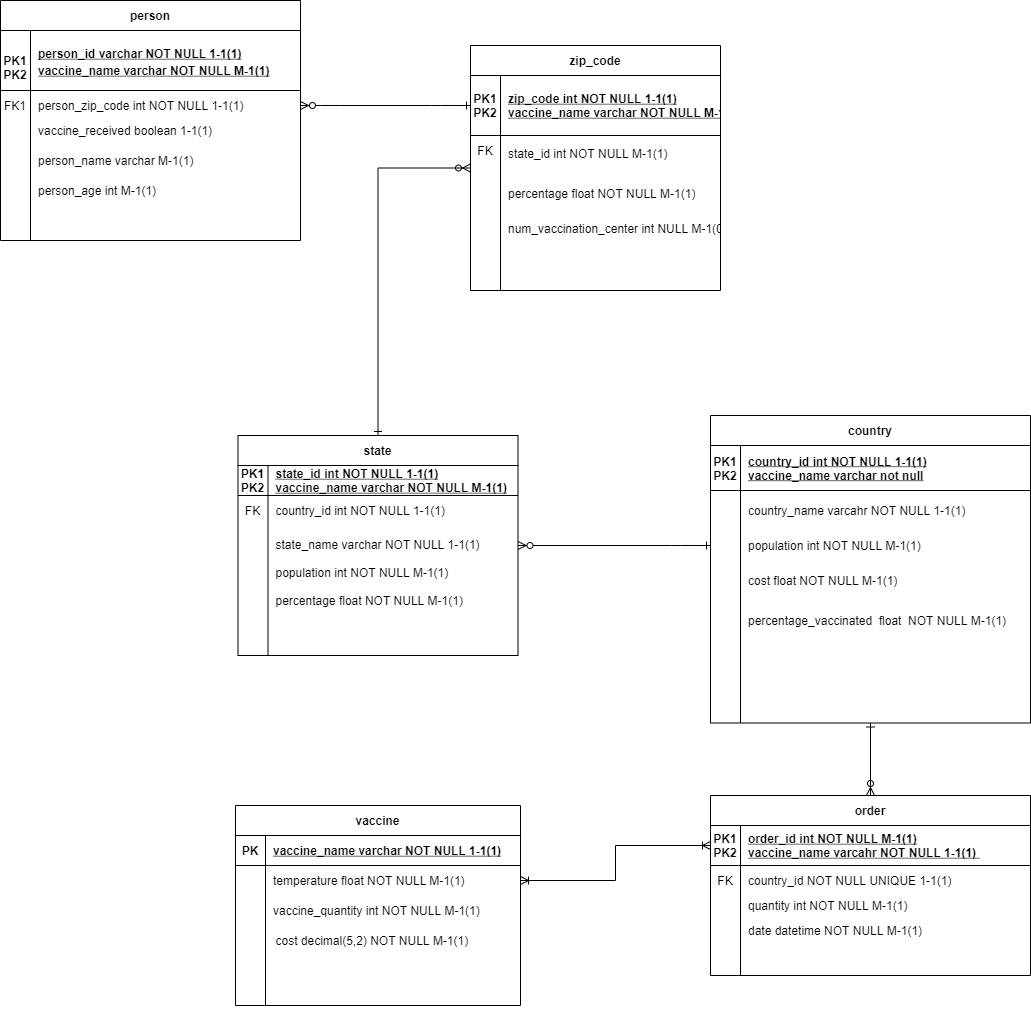 person
PK1 person_id varchar NOT NULL 1-1(1)
PK2 vaccine_name varchar NOT NULL M-1(1)
FK1 person_zip_code int NOT NULL 1-1(1)
vaccine_received boolean 1-1(1)
person_name varchar M-1(1)
person_age int M-1(1)
zip_code
PK1 zip_code int NOT NULL 1-1(1)
PK2 vaccine_name varchar NOT NULL M-
FK state_id int NOT NULL M-1(1)
percentage float NOT NULL M-1(1)
num_vaccination_center int NULL M-1(
state
PK1 state_id int NOT NULL 1-1(1)
PK2 vaccine_name varchar NOT NULL M-1(1)
FK country_id int NOT NULL 1-1(1)
state_name varchar NOT NULL 1-1(1)
population int NOT NULL M-1(1)
percentage float NOT NULL M-1(1)
country
PK1 country_id int NOT NULL 1-1(1)
PK2 vaccine_name varchar not null
country_name varcahr NOT NULL 1-1(1)
population int NOT NULL M-1(1)
cost float NOT NULL M-1(1)
percentage_vaccinated float NOT NULL M-1(1)
vaccine
PK vaccine_name varchar NOT NULL 1-1(1)
temperature float NOT NULL M-1(1)
vaccine_quantity int NOT NULL M-1(1)
cost decimal(5,2) NOT NULL M-1(1)
order
PK1 order_id int NOT NULL M-1(1)
PK2 vaccine_name varcahr NOT NULL 1-1(1)
FK country_id NOT NULL UNIQUE 1-1(1)
quantity int NOT NULL M-1(1)
date datetime NOT NULL M-1(1)